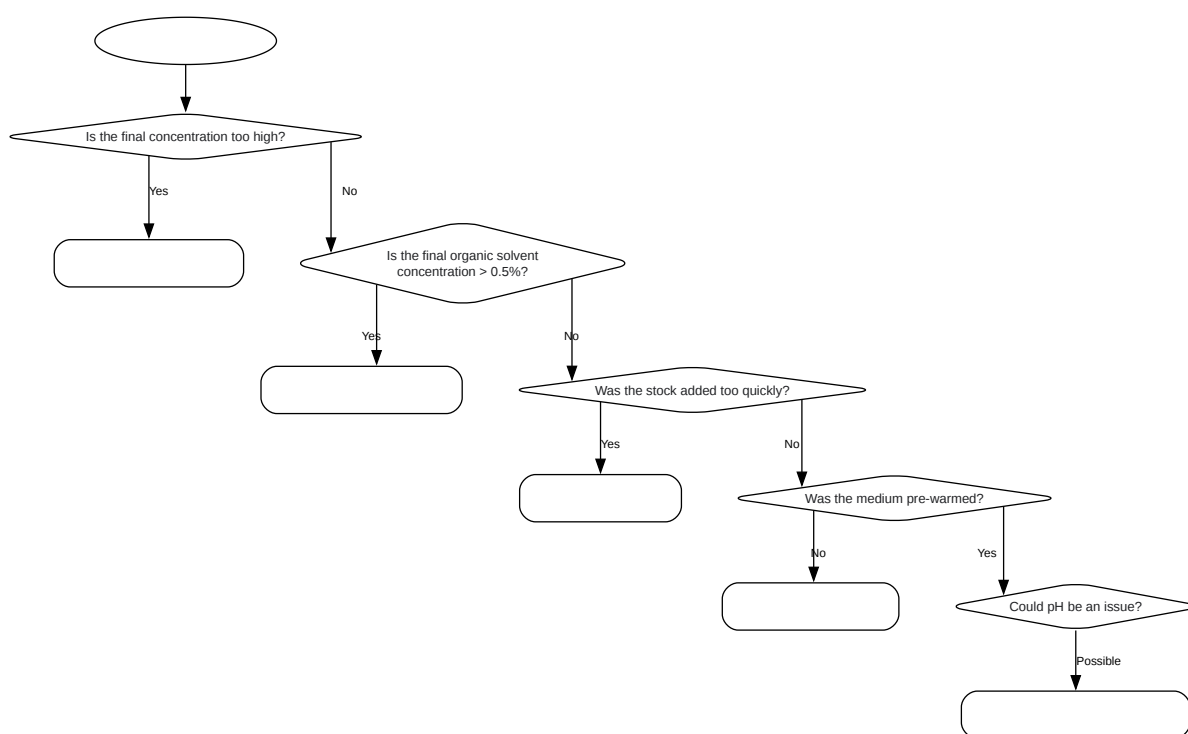 Is the final concentration too high?
Yes
No
Is the final organic solvent
concentration > 0.5%?
Yes
No
Was the stock added too quickly?
Yes
No
Was the medium pre-warmed?
No
Yes
Could pH be an issue?
Possible